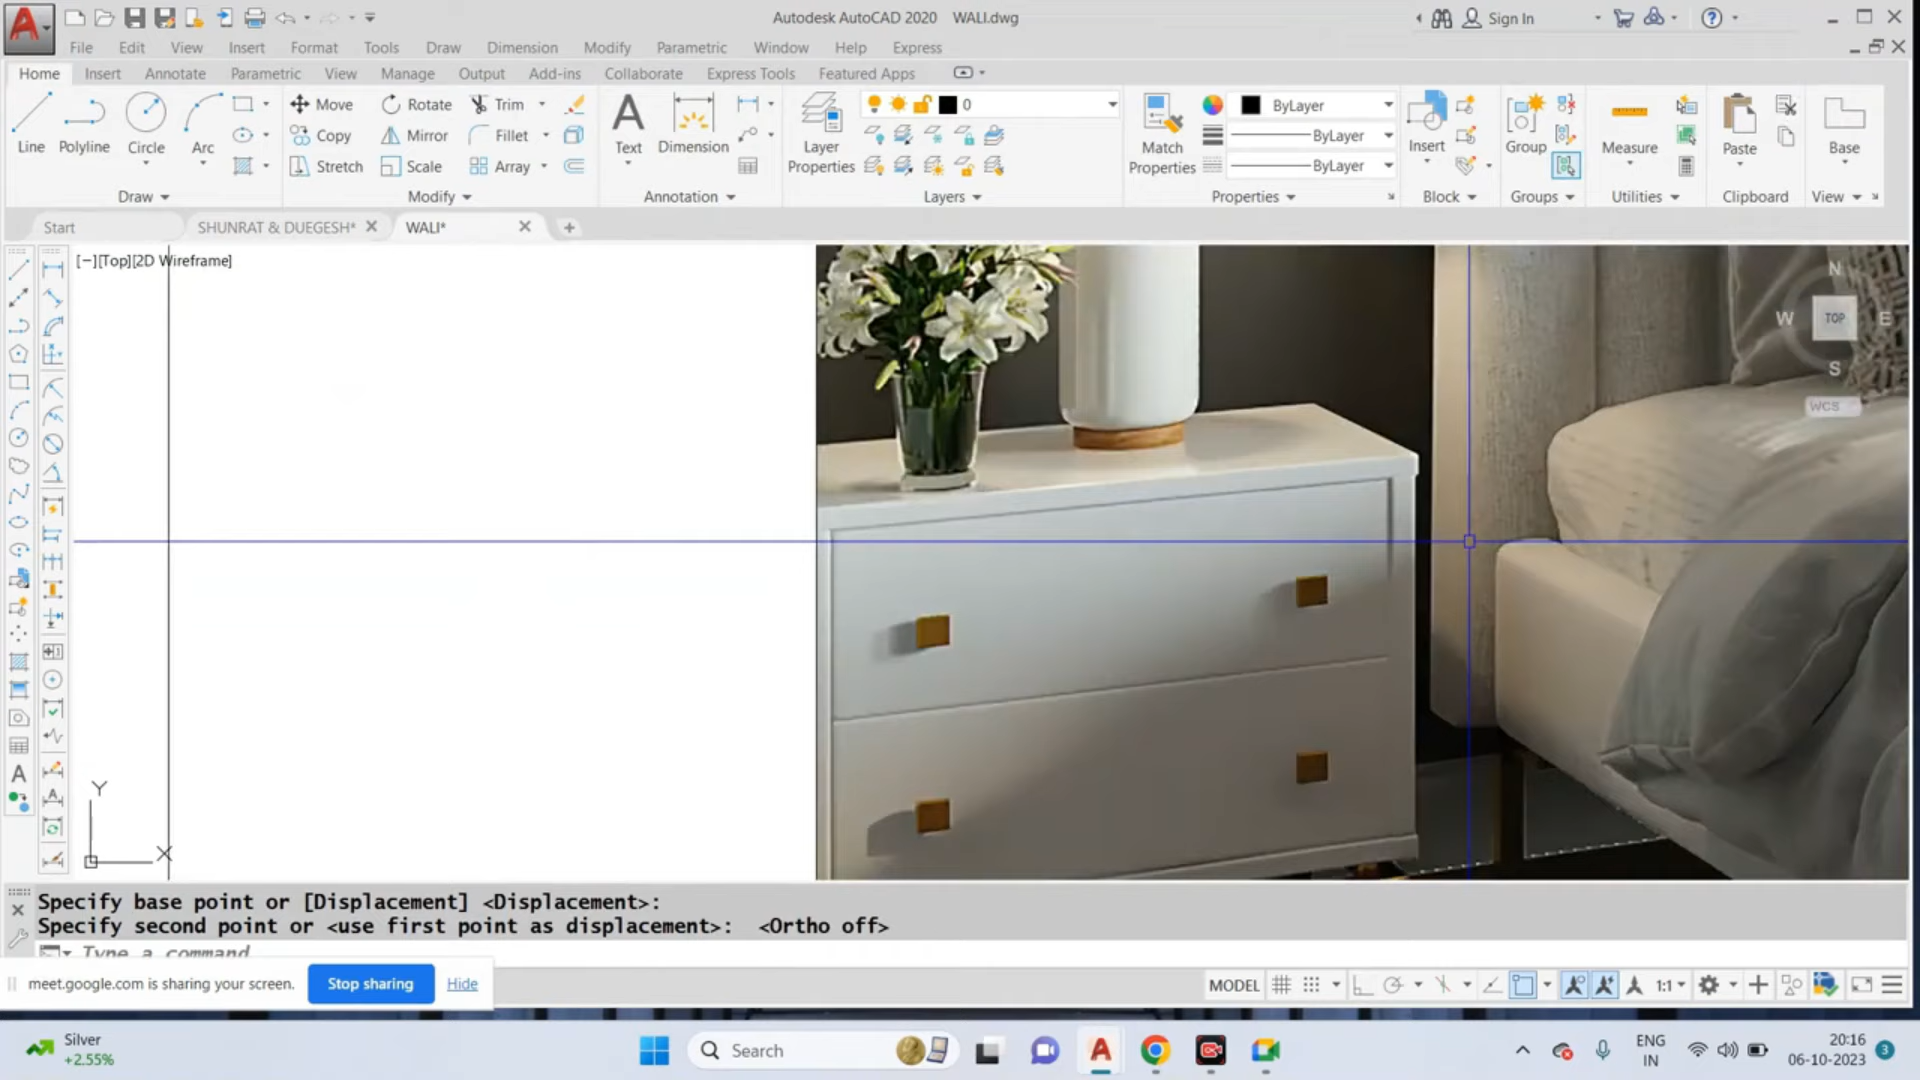 Autodesk AutoCAD 2020 WALI.dwg
Sign In
File Edit View Insert Format Tools Draw Dimension Modify Parametric Window Help Express
Home Insert Annotate Parametric View Manage Output Add-ins Collaborate Express Tools Featured Apps
Line Polyline Circle Arc
Move Rotate Trim
Copy Mirror Fillet
Stretch Scale Array
Text Dimension
Layer Properties
0
Match Properties
ByLayer
ByLayer
ByLayer
Insert Group Measure Paste Base
Draw Modify Annotation Layers Properties Block Groups Utilities Clipboard View
Start SHUNRAT & DUEGESH* WALI*
[−][Top][2D Wireframe]
N
W TOP E
S
WCS
Y
X
Specify base point or [Displacement] <Displacement>:
Specify second point or <use first point as displacement>: <Ortho off>
Type a command
meet.google.com is sharing your screen. Stop sharing Hide
MODEL 1:1
Silver
+2.55%
Search
ENG
IN
20:16
06-10-2023
3